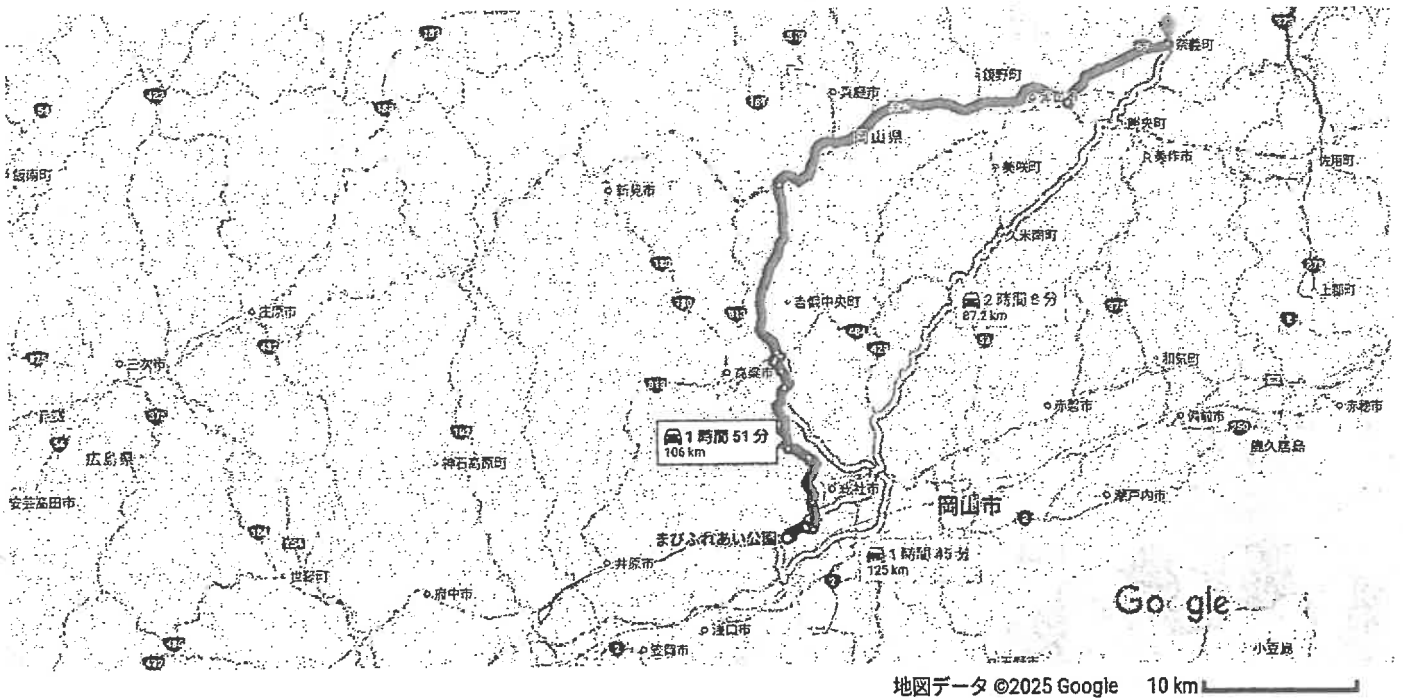 奈義町
鏡野町
真庭市
岡山県
勝央町
美作市
佐用町
美咲町
飯南町
新見市
久米南町
上郡町
吉備中央町
2 時間 8 分
87.2 km
庄原市
三次市
和気町
高梁市
赤磐市
備前市
赤穂市
1 時間 51 分
106 km
鹿久居島
広島県
神石高原町
総社市
瀬戸内市
安芸高田市
岡山市
まびふれあい公園
1 時間 45 分
125 km
井原市
世羅町
府中市
Google
浅口市
笠岡市
小豆島
地図データ ©2025 Google 10 km